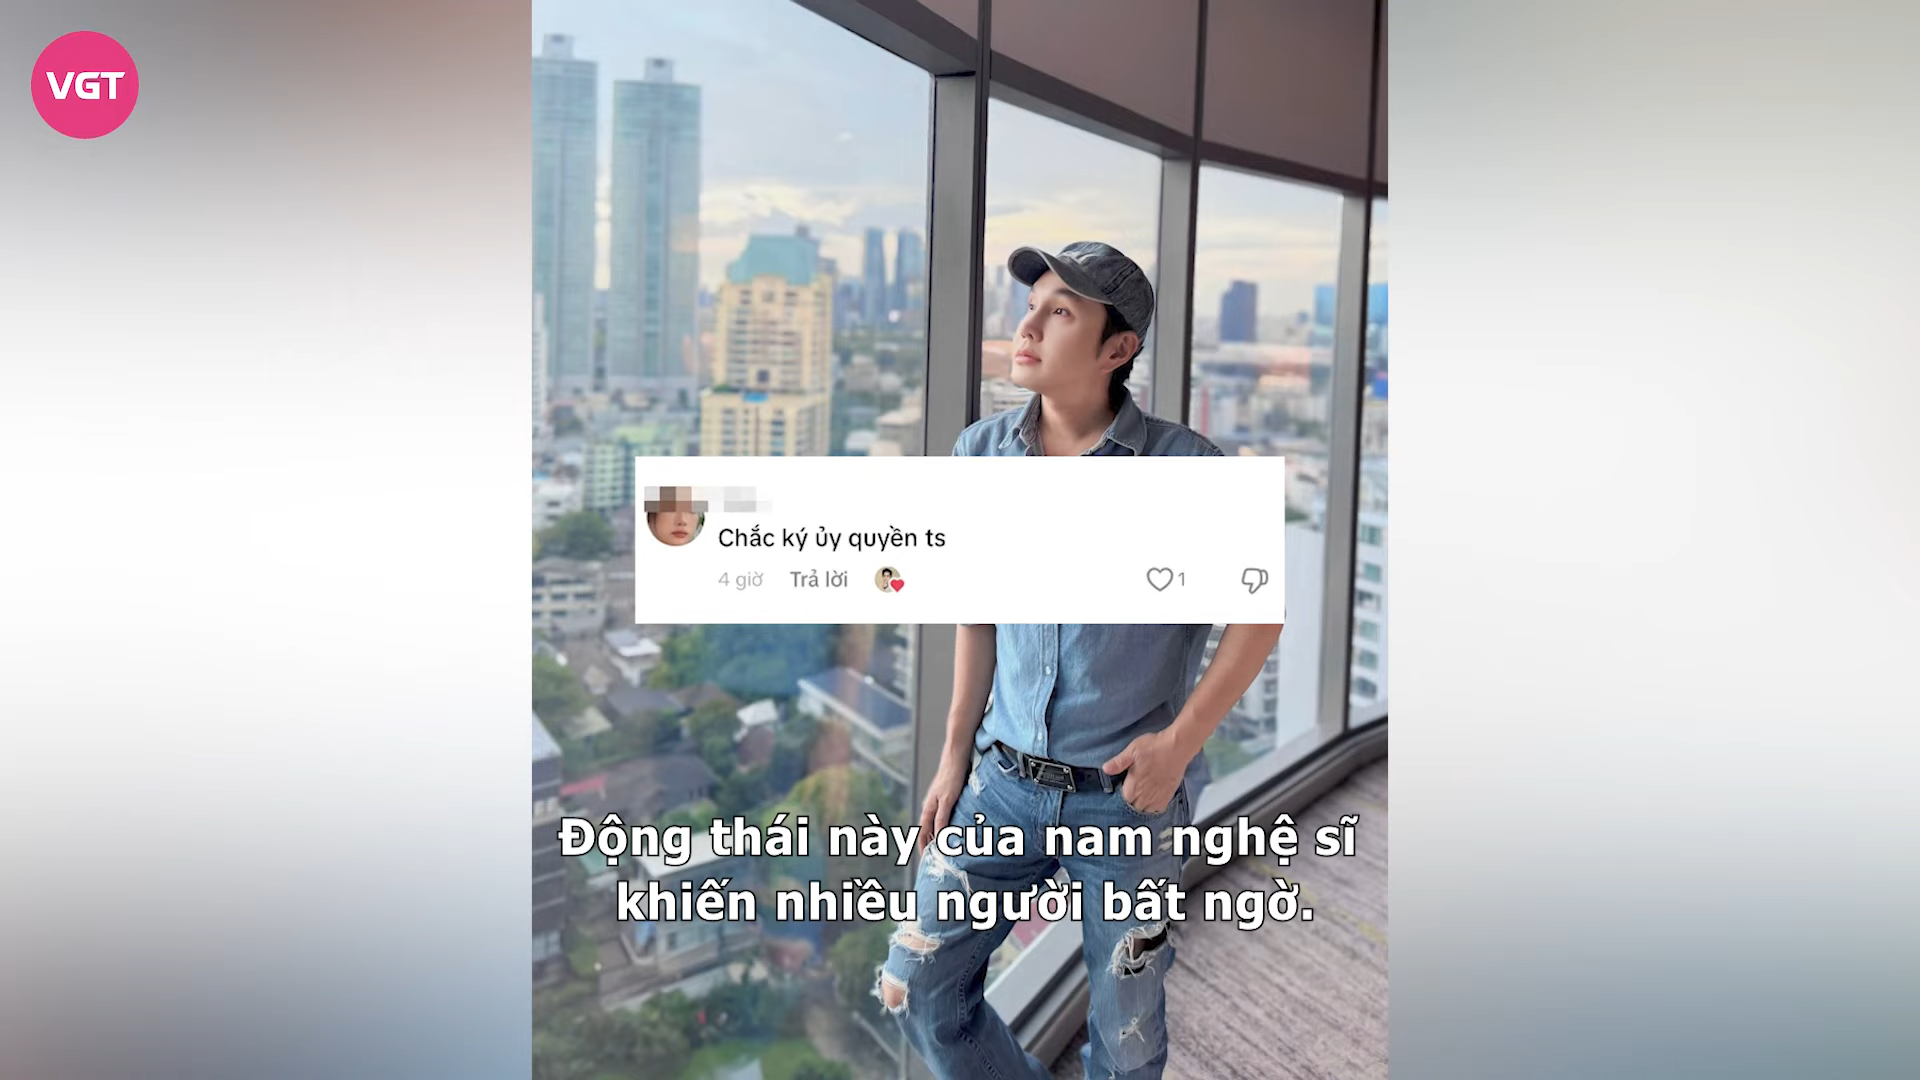 VGT
Chắc ký ủy quyền ts
4 giờ Trả lời 1
Động thái này của nam nghệ sĩ
khiến nhiều người bất ngờ.